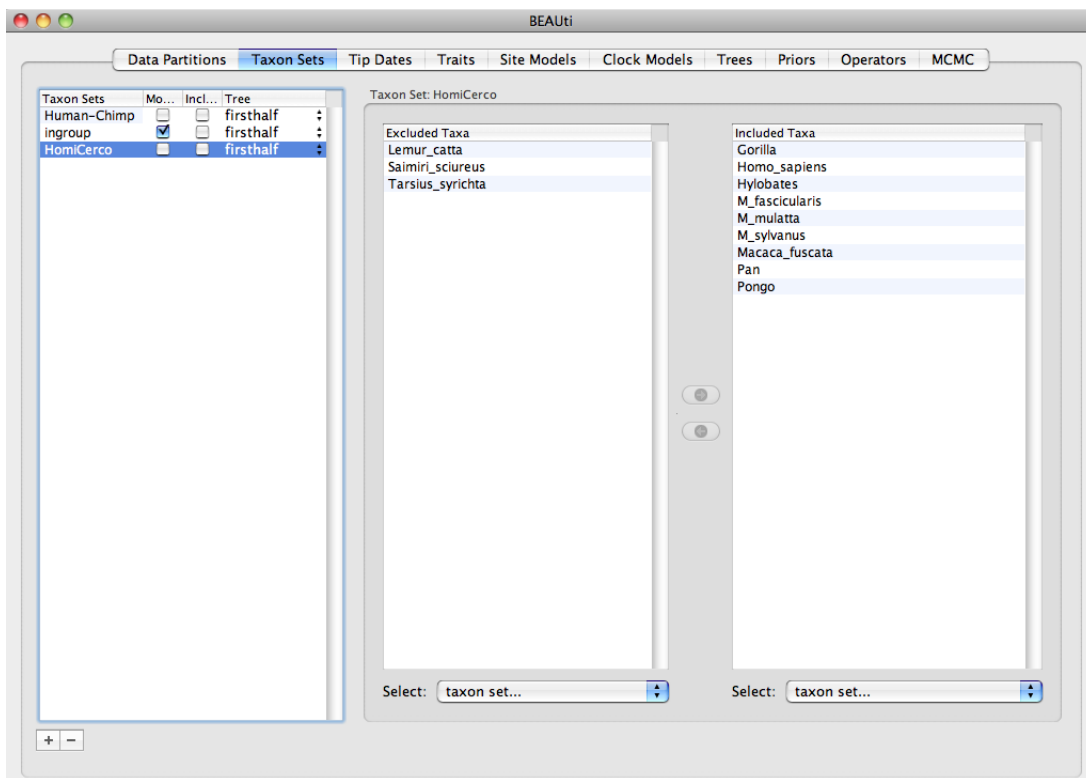 BEAUti
Data Partitions Taxon Sets Tip Dates Traits Site Models Clock Models Trees Priors Operators MCMC
Taxon Sets Mo... Incl... Tree
Human-Chimp firsthalf
ingroup firsthalf
HomiCerco firsthalf
Taxon Set: HomiCerco
Excluded Taxa
Lemur_catta
Saimiri_sciureus
Tarsius_syrichta
Included Taxa
Gorilla
Homo_sapiens
Hylobates
M_fascicularis
M_mulatta
M_sylvanus
Macaca_fuscata
Pan
Pongo
Select: taxon set...
Select: taxon set...
+ −